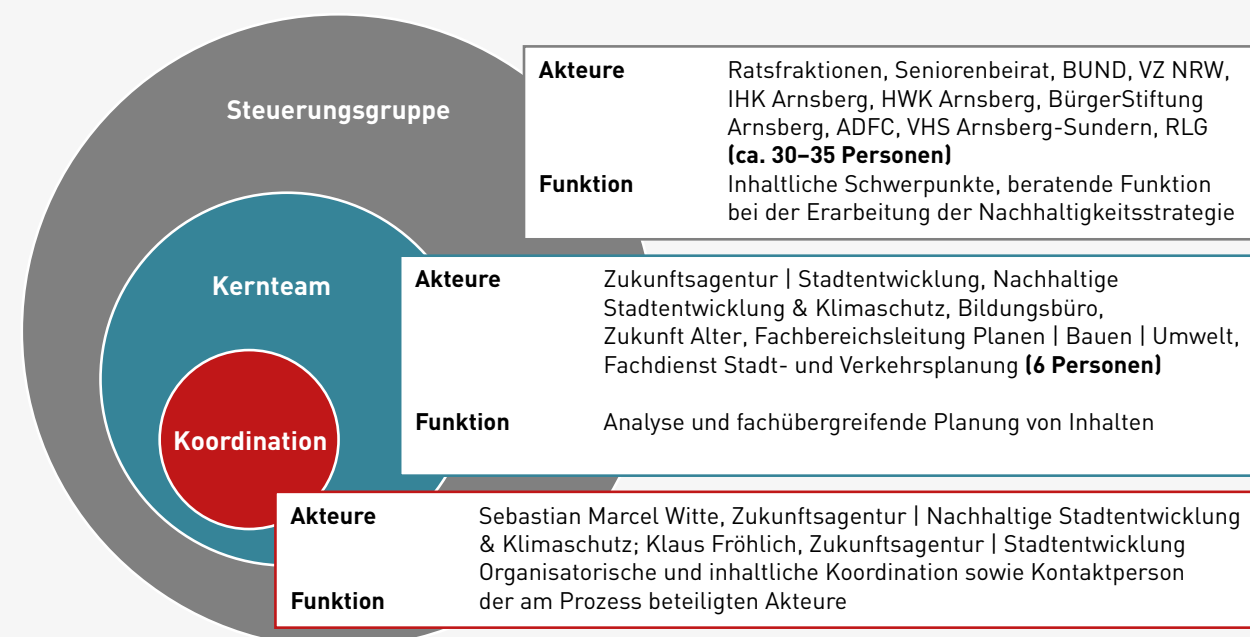 Steuerungsgruppe
Akteure Ratsfraktionen, Seniorenbeirat, BUND, VZ NRW,
IHK Arnsberg, HWK Arnsberg, BürgerStiftung
Arnsberg, ADFC, VHS Arnsberg-Sundern, RLG
(ca. 30–35 Personen)
Funktion Inhaltliche Schwerpunkte, beratende Funktion
bei der Erarbeitung der Nachhaltigkeitsstrategie
Kernteam
Akteure Zukunftsagentur | Stadtentwicklung, Nachhaltige
Stadtentwicklung & Klimaschutz, Bildungsbüro,
Zukunft Alter, Fachbereichsleitung Planen | Bauen | Umwelt,
Fachdienst Stadt- und Verkehrsplanung (6 Personen)
Funktion Analyse und fachübergreifende Planung von Inhalten
Koordination
Akteure Sebastian Marcel Witte, Zukunftsagentur | Nachhaltige Stadtentwicklung
& Klimaschutz; Klaus Fröhlich, Zukunftsagentur | Stadtentwicklung
Organisatorische und inhaltliche Koordination sowie Kontaktperson
Funktion der am Prozess beteiligten Akteure